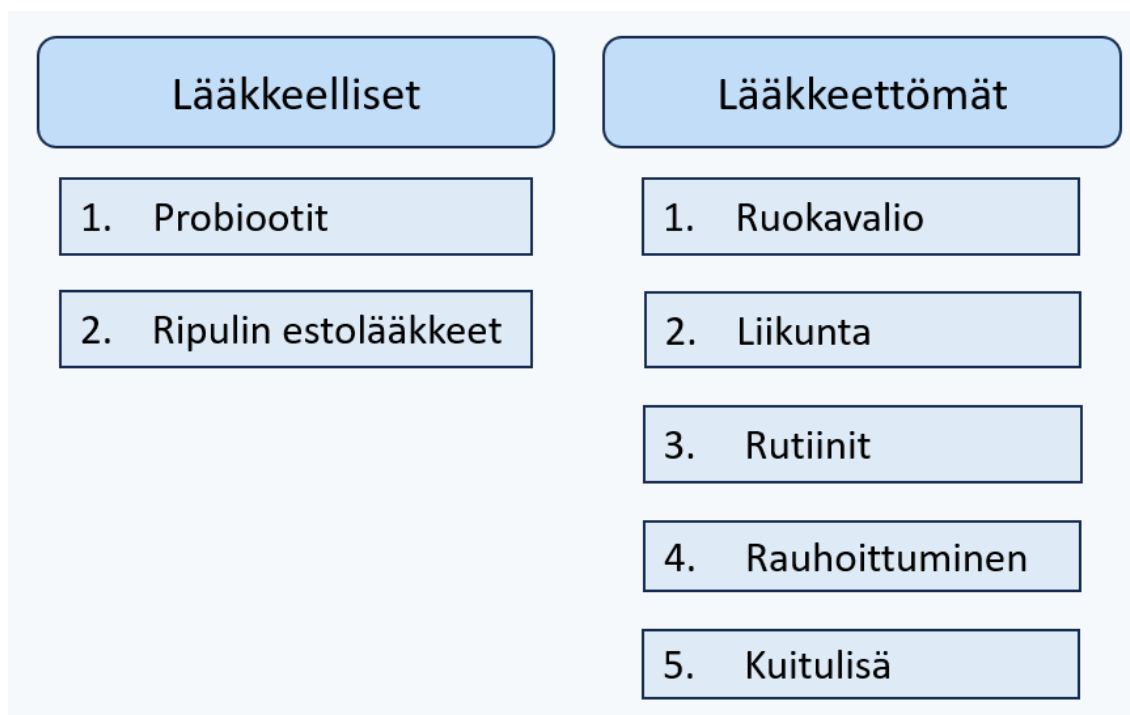 Lääkkeelliset
1. Probiootit
2. Ripulin estolääkkeet
Lääkkeettömät
1. Ruokavalio
2. Liikunta
3. Rutiinit
4. Rauhoittuminen
5. Kuitulisä